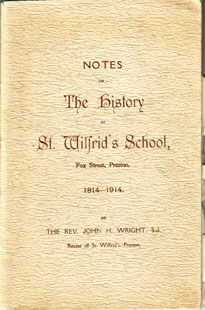 NOTES
ON
The History
OF
St. Wilfrid's School,
Fox Street, Preston.
1814-1914.
BY
THE REV. JOHN H. WRIGHT, S.J.
Rector of St. Wilfrid's, Preston.